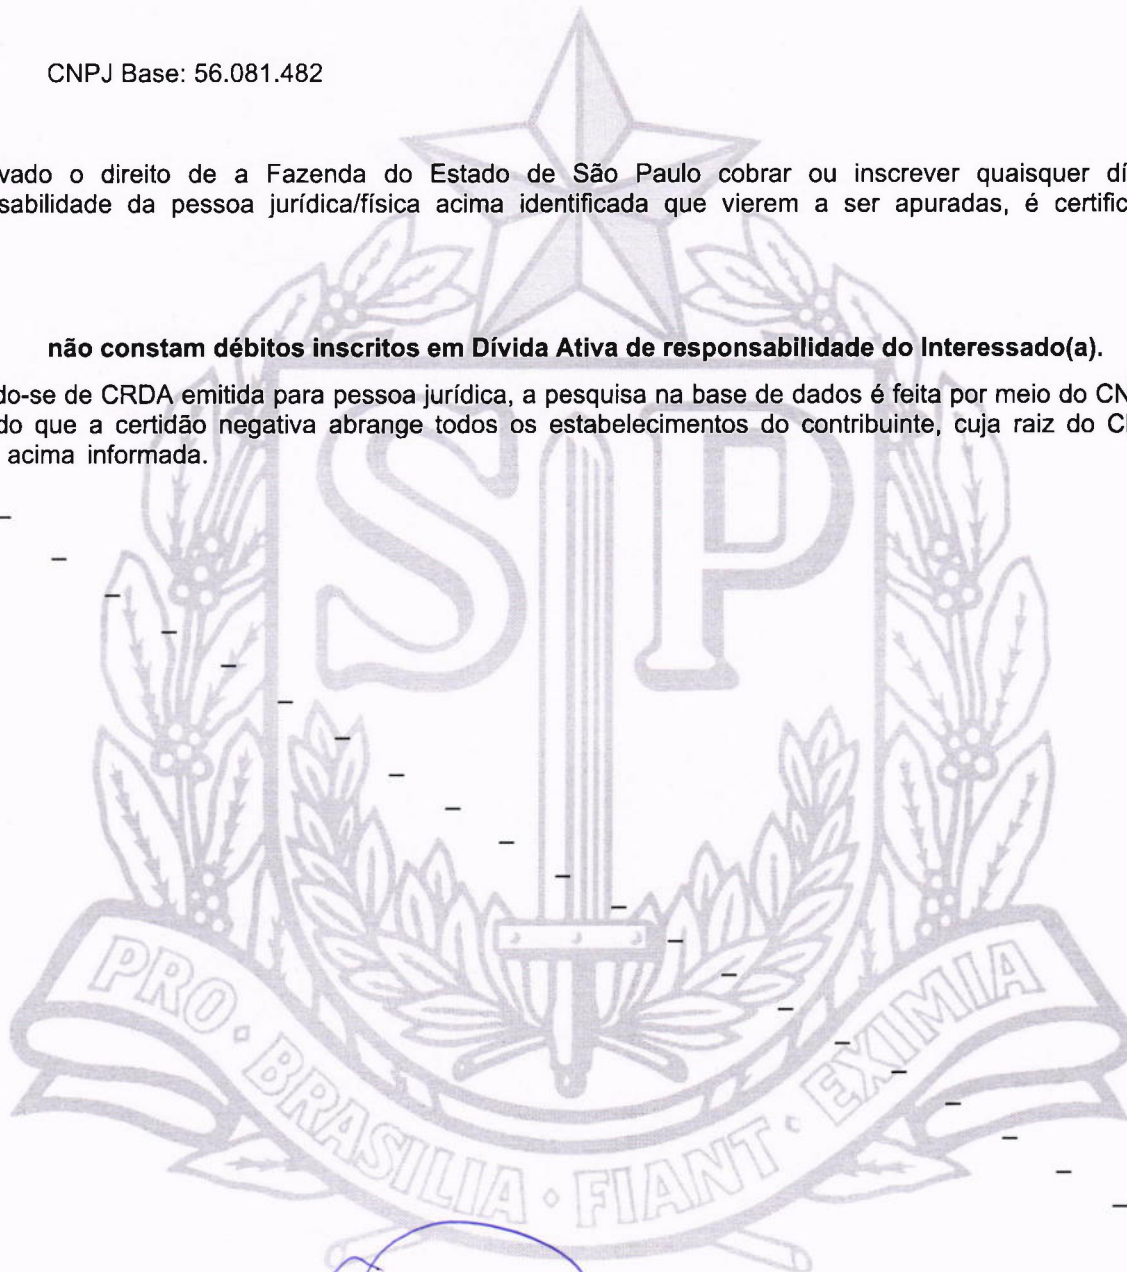 CNPJ Base: 56.081.482
vado o direito de a Fazenda do Estado de São Paulo cobrar ou inscrever quaisquer dí
sabilidade da pessoa jurídica/física acima identificada que vierem a ser apuradas, é certific
não constam débitos inscritos em Dívida Ativa de responsabilidade do Interessado(a).
do-se de CRDA emitida para pessoa jurídica, a pesquisa na base de dados é feita por meio do CN
do que a certidão negativa abrange todos os estabelecimentos do contribuinte, cuja raiz do C
acima informada.
SP
PRO · BRASILIA · FIANT · EXIMIA